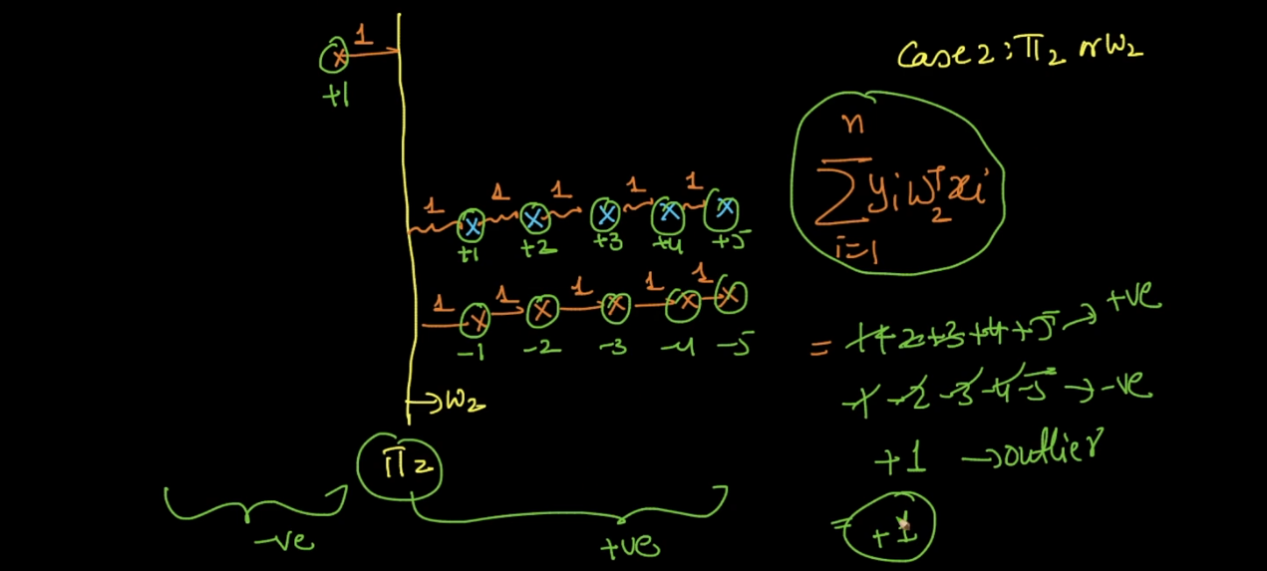 1
+1
Case 2: Π₂ or W₂
n
Σ yᵢ W₂ᵀ xᵢ
i=1
1 1 1 1 1
x x x x x
+1 +2 +3 +4 +5
1 1 1 1 1
x x x x x
-1 -2 -3 -4 -5
= 1+2+3+4+5 → +ve
-1-2-3-4-5 → -ve
+1 → outlier
= +1
→ W₂
Π₂
-ve
+ve